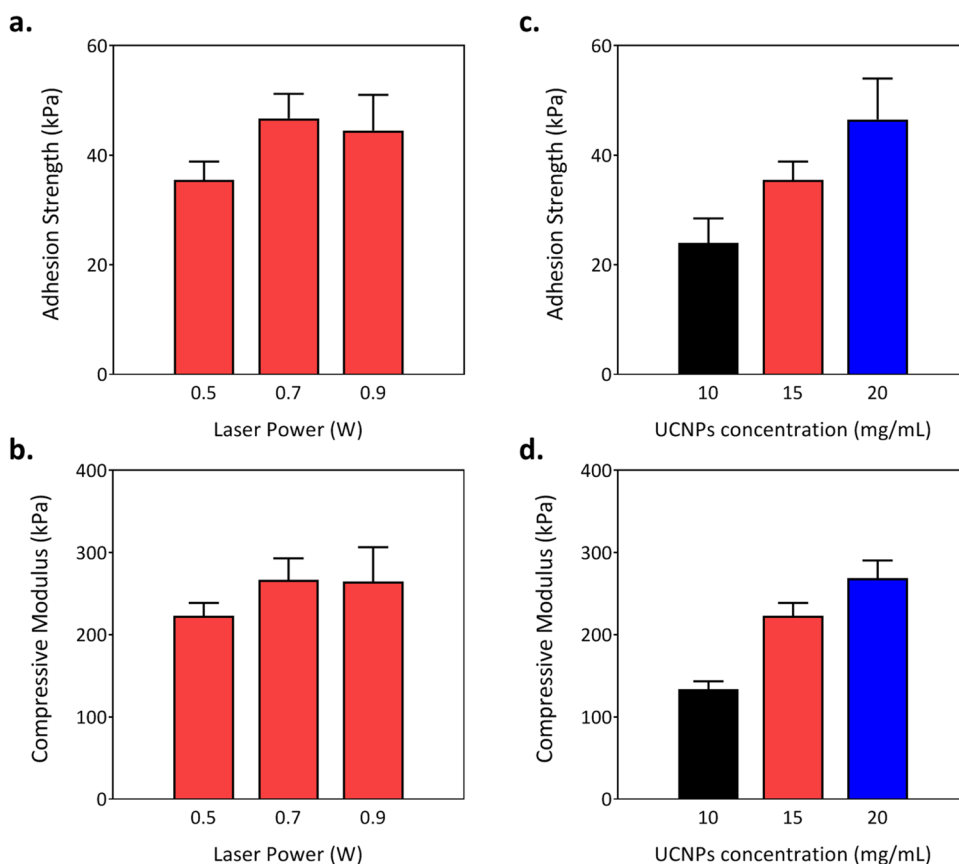 a.
60
40
20
0
Adhesion Strength (kPa)
0.5 0.7 0.9
Laser Power (W)
c.
60
40
20
0
Adhesion Strength (kPa)
10 15 20
UCNPs concentration (mg/mL)
b.
400
300
200
100
0
Compressive Modulus (kPa)
0.5 0.7 0.9
Laser Power (W)
d.
400
300
200
100
0
Compressive Modulus (kPa)
10 15 20
UCNPs concentration (mg/mL)